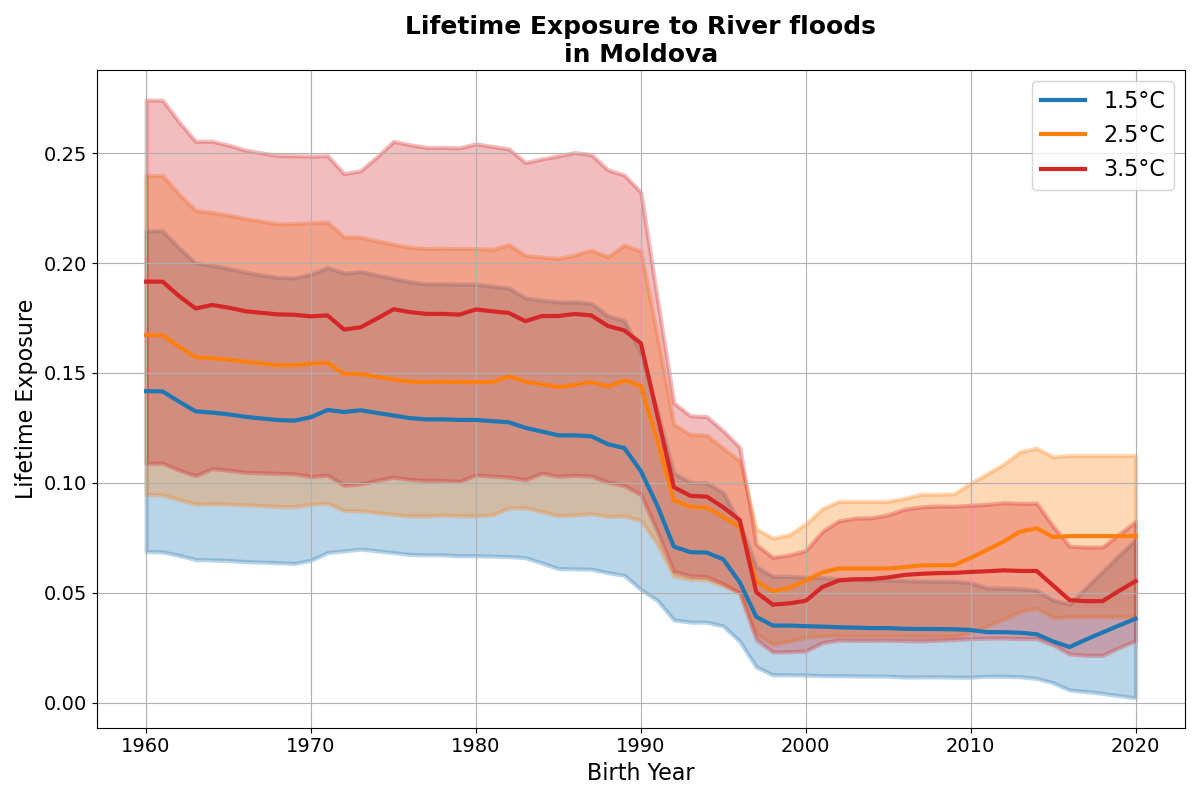 Lifetime Exposure to River floods
in Moldova
1.5°C
2.5°C
3.5°C
Lifetime Exposure
0.25
0.20
0.15
0.10
0.05
0.00
1960 1970 1980 1990 2000 2010 2020
Birth Year